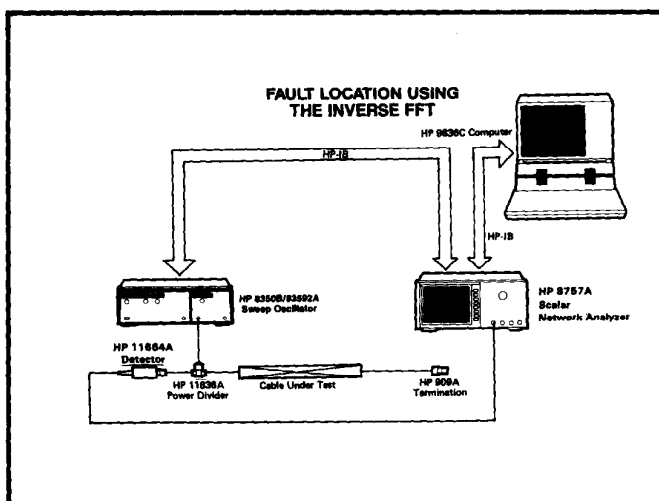 FAULT LOCATION USING
THE INVERSE FFT
HP 9836C Computer
HP-IB
HP-IB
HP 8350B/83592A
Sweep Oscillator
HP 8757A
Scalar
Network Analyzer
HP 11664A
Detector
HP 11636A
Power Divider
Cable Under Test
HP 909A
Termination